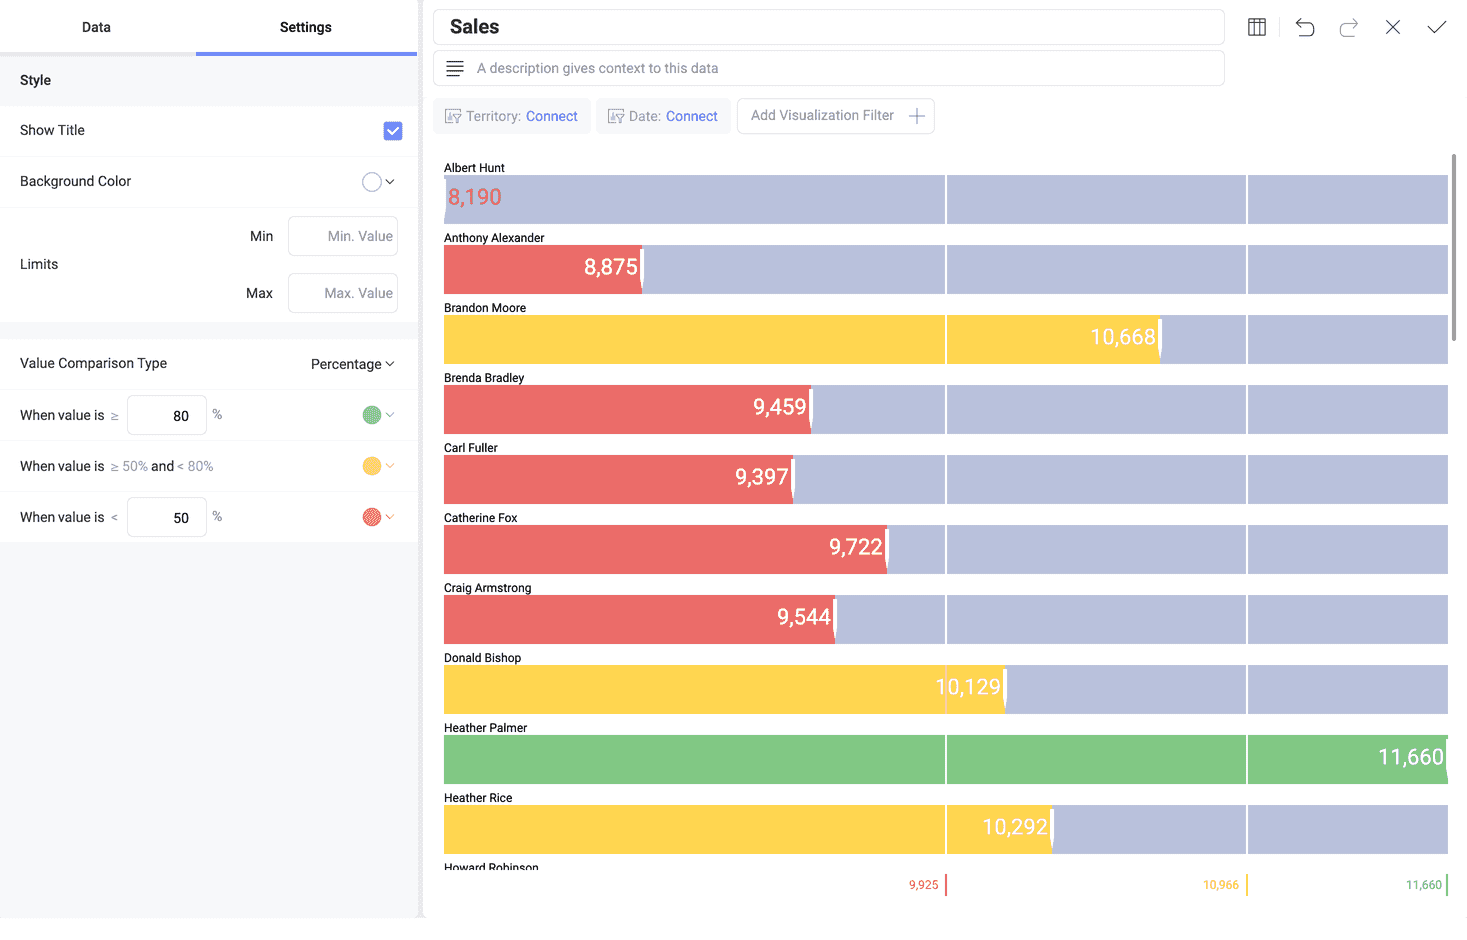 Data
Settings
Style
Show Title
Background Color
Limits
Min
Min. Value
Max
Max. Value
Value Comparison Type
Percentage
When value is ≥ 80 %
When value is ≥ 50% and < 80%
When value is < 50 %
Sales
A description gives context to this data
Territory: Connect
Date: Connect
Add Visualization Filter
Albert Hunt
8,190
Anthony Alexander
8,875
Brandon Moore
10,668
Brenda Bradley
9,459
Carl Fuller
9,397
Catherine Fox
9,722
Craig Armstrong
9,544
Donald Bishop
10,129
Heather Palmer
11,660
Heather Rice
10,292
Howard Robinson
9,925
10,966
11,660